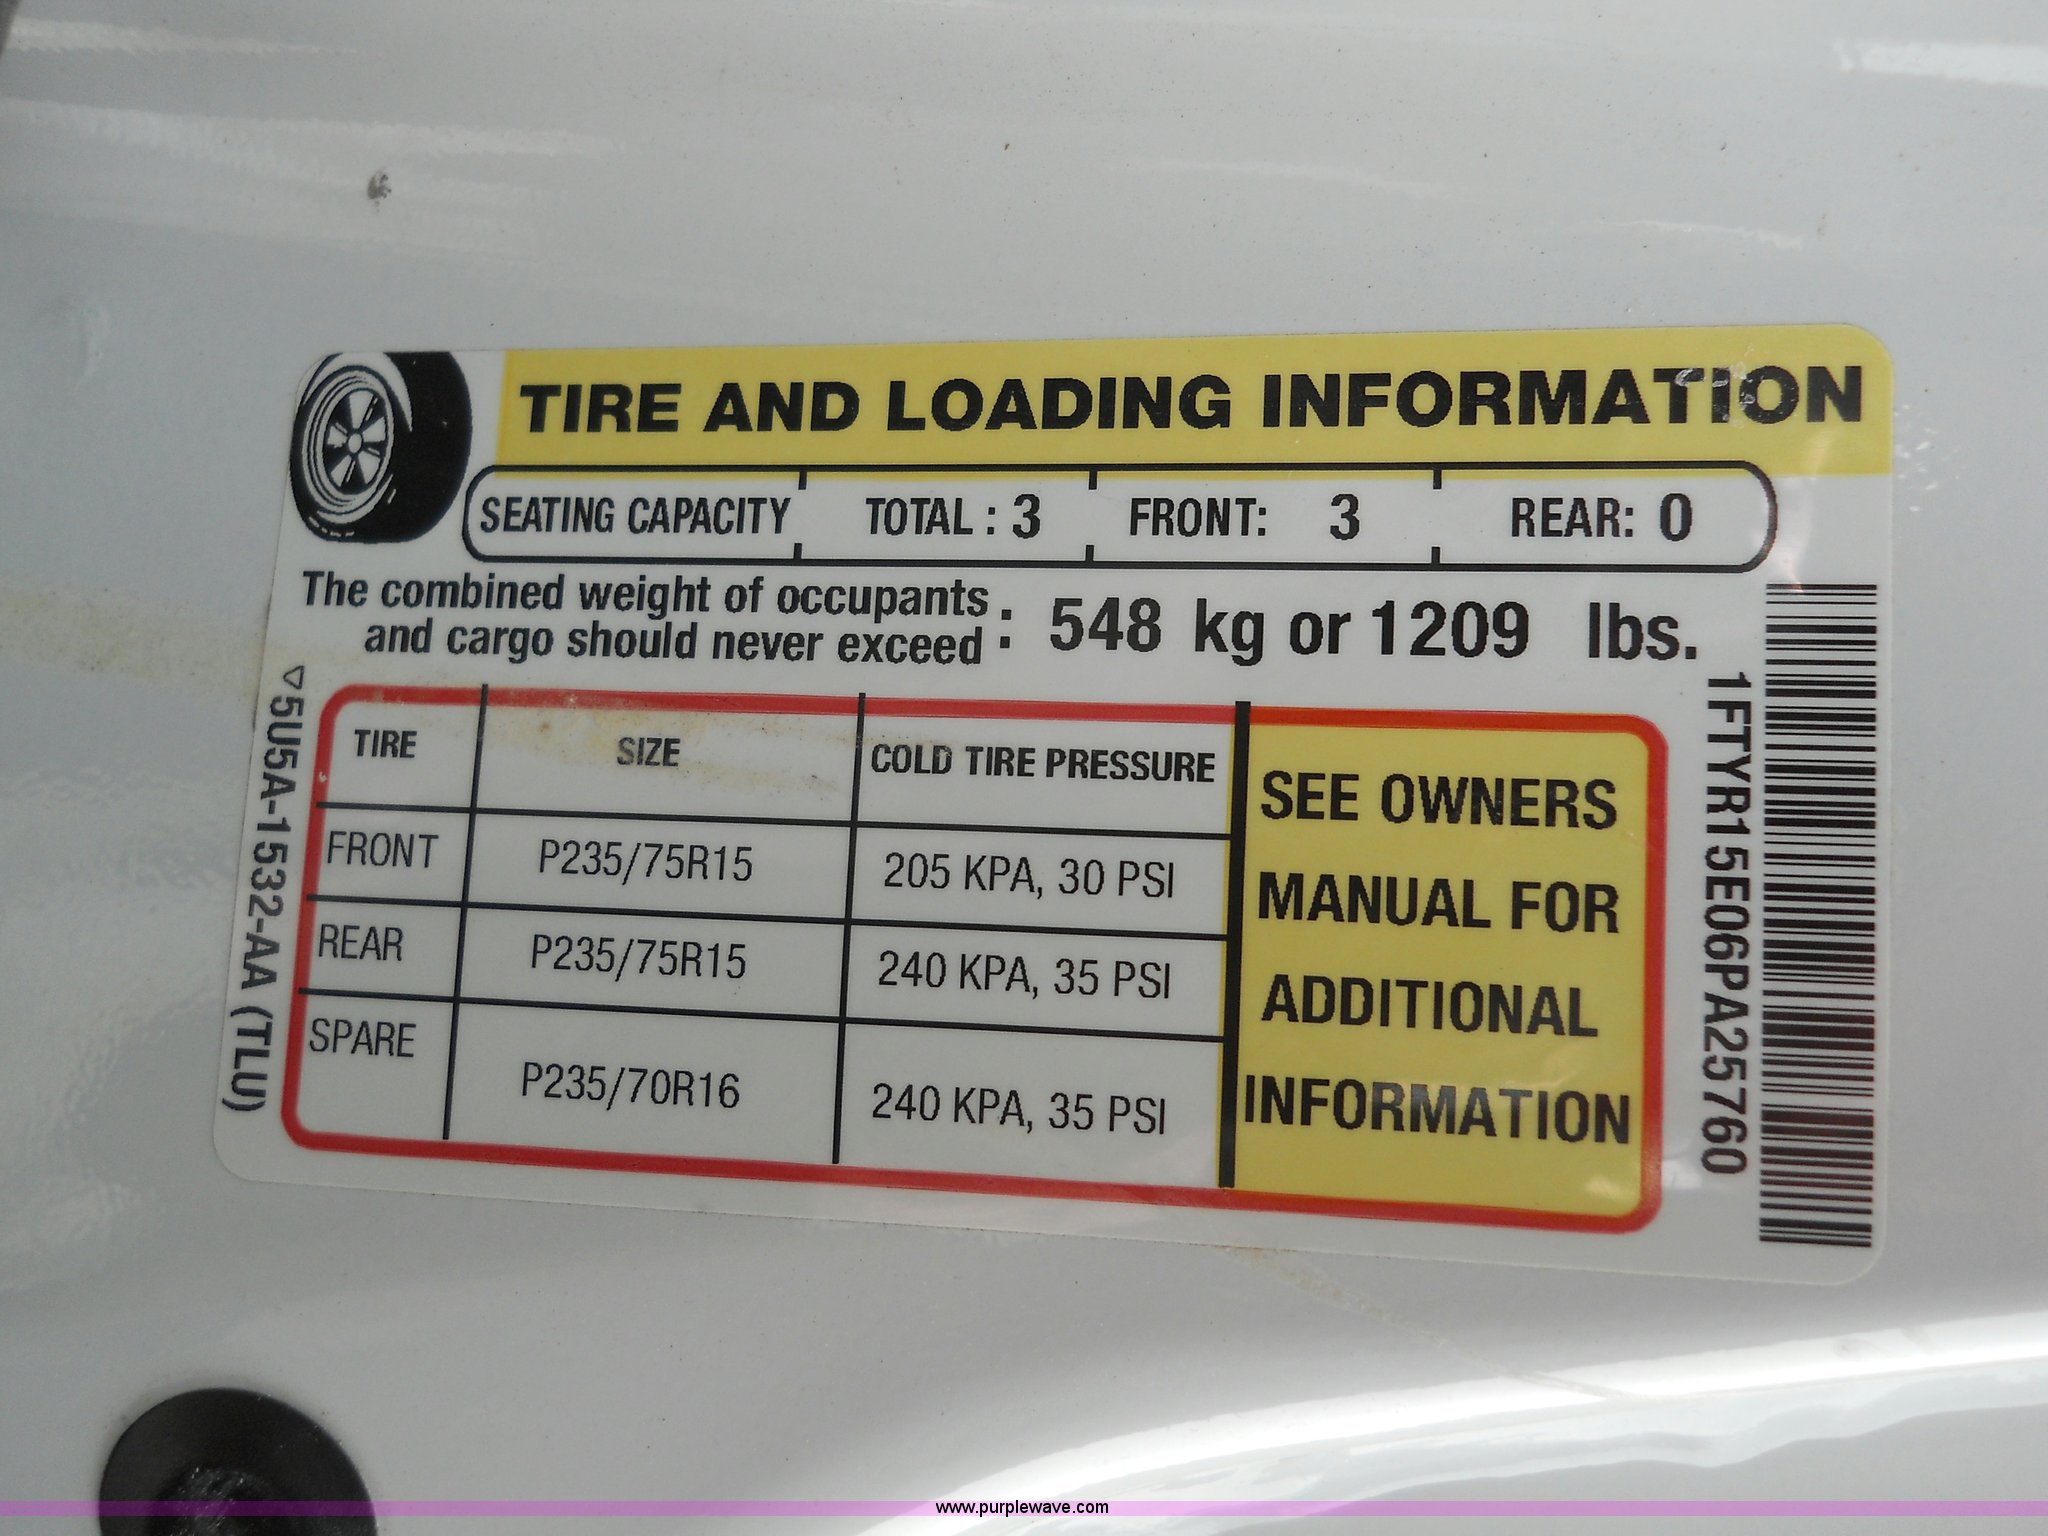 TIRE AND LOADING INFORMATION
SEATING CAPACITY TOTAL : 3 FRONT: 3 REAR: 0
The combined weight of occupants
and cargo should never exceed : 548 kg or 1209 lbs.
TIRE SIZE COLD TIRE PRESSURE
FRONT P235/75R15 205 KPA, 30 PSI
REAR P235/75R15 240 KPA, 35 PSI
SPARE P235/70R16 240 KPA, 35 PSI
SEE OWNERS
MANUAL FOR
ADDITIONAL
INFORMATION
5U5A-1532-AA (TLU)
1FTYR15E06PA25760
www.purplewave.com